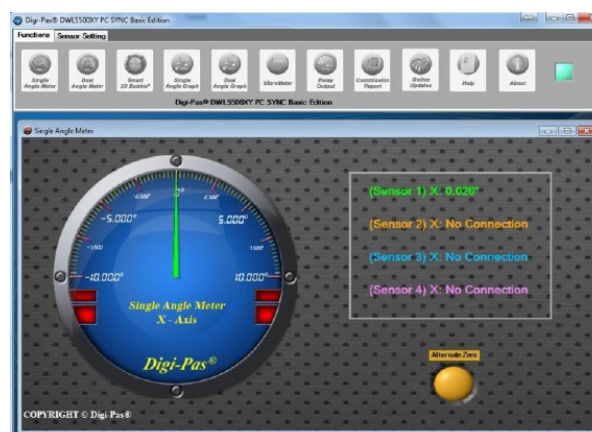 Digi-Pas® DWL5500XY PC SYNC Basic Edition
Functions Sensor Setting
Single Angle Meter
Dual Angle Meter
Smart 2D Bubble®
Single Angle Graph
Dual Angle Graph
VibroMeter
Relay Output
Commission Report
Online Updates
Help
About
Digi-Pas® DWL5500XY PC SYNC Basic Edition
Single Angle Meter
0°
-5.000° 5.000°
-10.000° 10.000°
Single Angle Meter
X - Axis
Digi-Pas®
(Sensor 1) X: 0.020°
(Sensor 2) X: No Connection
(Sensor 3) X: No Connection
(Sensor 4) X: No Connection
Alternate Zero
COPYRIGHT © Digi-Pas®